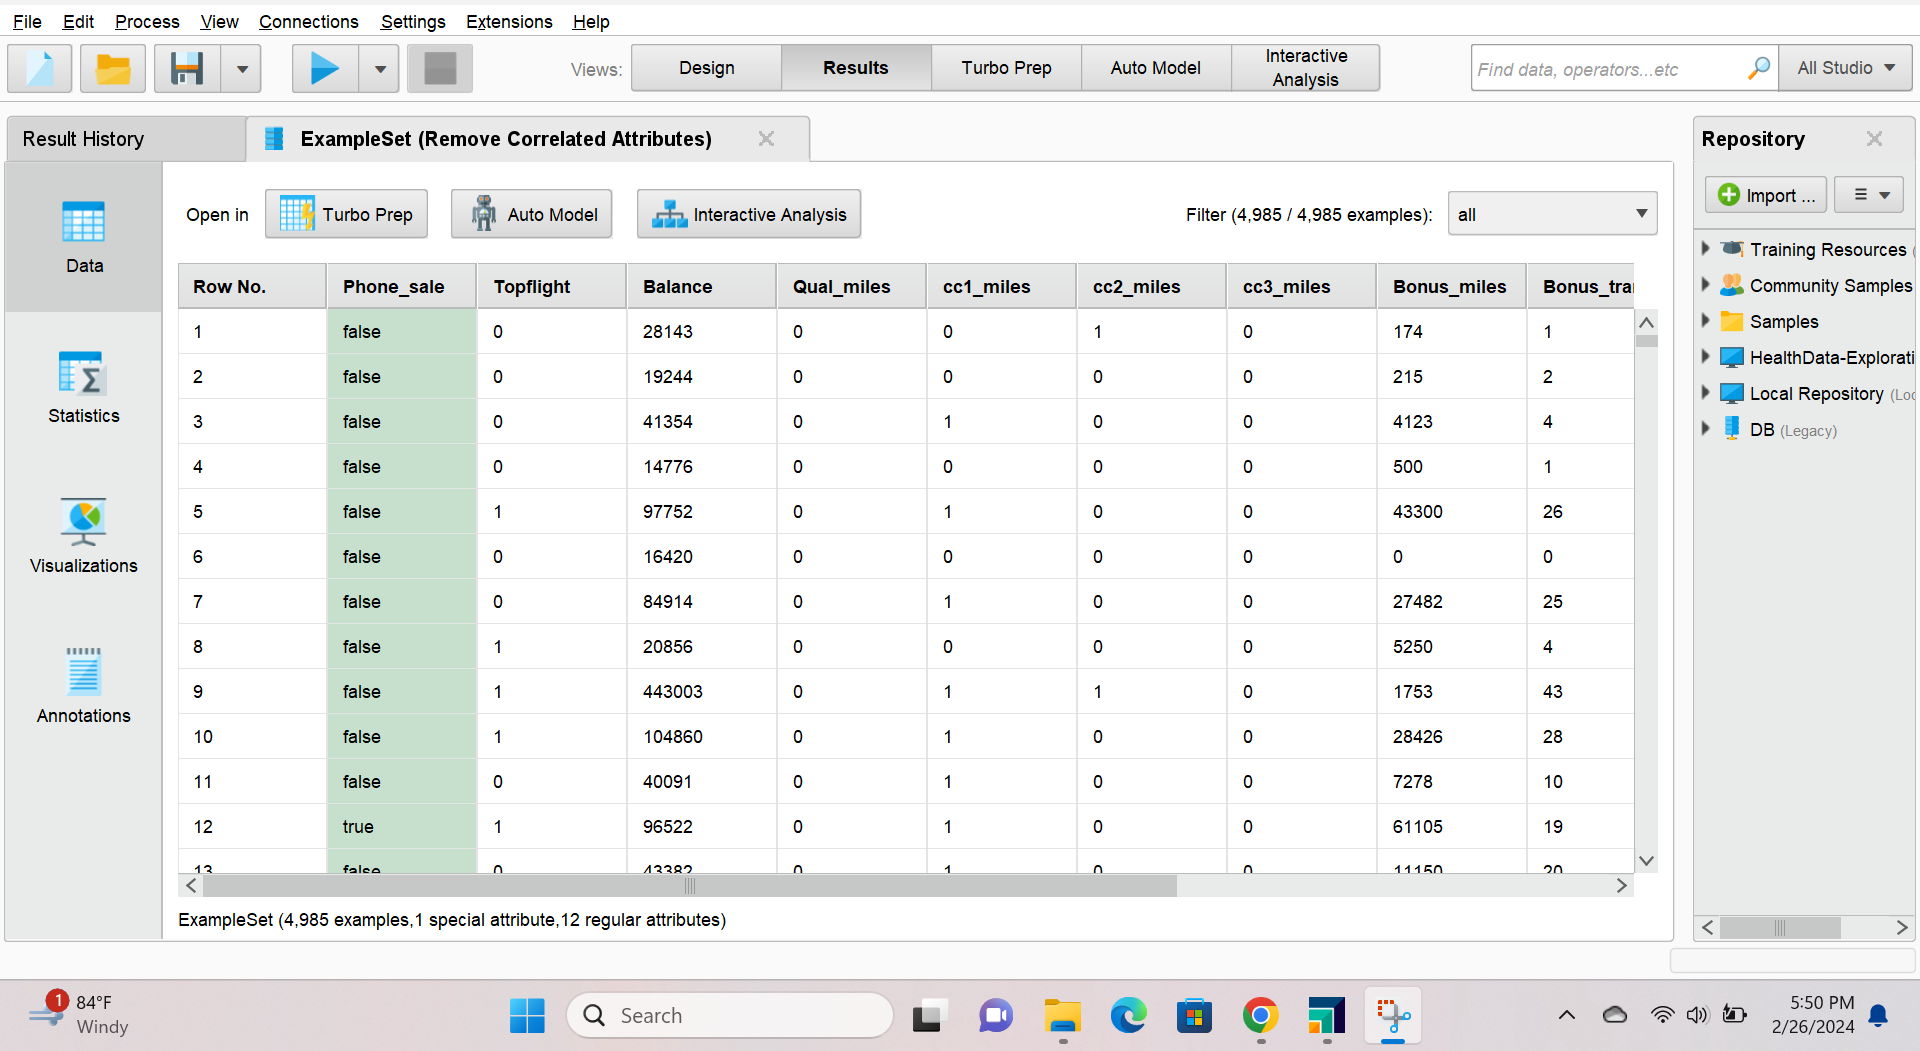 File Edit Process View Connections Settings Extensions Help
Views: Design Results Turbo Prep Auto Model Interactive Analysis Find data, operators...etc All Studio
Result History ExampleSet (Remove Correlated Attributes) Repository
Open in Turbo Prep Auto Model Interactive Analysis Filter (4,985 / 4,985 examples): all Import ...
Data
Statistics
Visualizations
Annotations
Row No. Phone_sale Topflight Balance Qual_miles cc1_miles cc2_miles cc3_miles Bonus_miles Bonus_tra
1 false 0 28143 0 0 1 0 174 1
2 false 0 19244 0 0 0 0 215 2
3 false 0 41354 0 1 0 0 4123 4
4 false 0 14776 0 0 0 0 500 1
5 false 1 97752 0 1 0 0 43300 26
6 false 0 16420 0 0 0 0 0 0
7 false 0 84914 0 1 0 0 27482 25
8 false 1 20856 0 0 0 0 5250 4
9 false 1 443003 0 1 1 0 1753 43
10 false 1 104860 0 1 0 0 28426 28
11 false 0 40091 0 1 0 0 7278 10
12 true 1 96522 0 1 0 0 61105 19
13 false 0 43382 0 1 0 0 11150 20
ExampleSet (4,985 examples,1 special attribute,12 regular attributes)
Training Resources
Community Samples
Samples
HealthData-Explorati
Local Repository (Loc
DB (Legacy)
1 84°F
Windy
Search
5:50 PM
2/26/2024